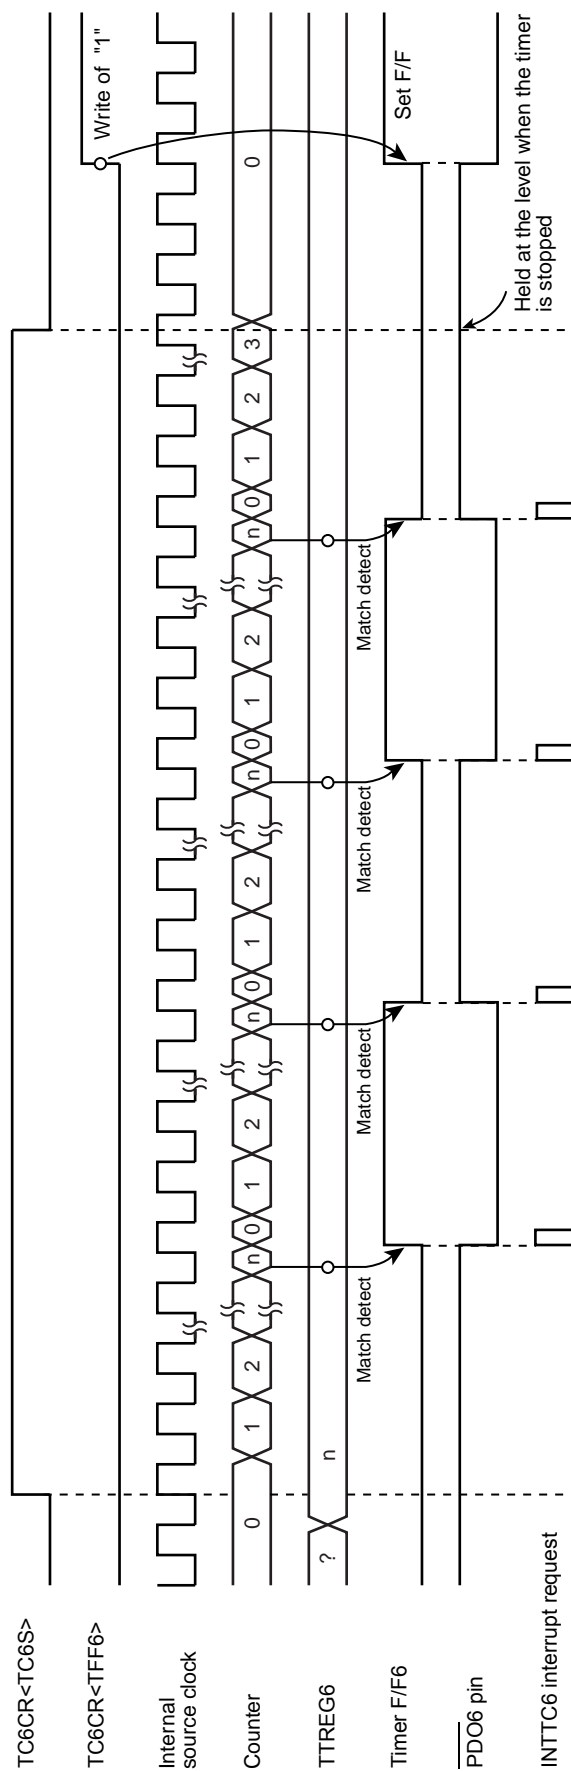 TC6CR<TC6S>
TC6CR<TFF6>
Write of "1"
Internal
source clock
Counter
0 1 2 n 0 1 2 n 0 1 2 n 0 1 2 n 0 1 2 3 0
TTREG6
? n
Match detect
Match detect
Match detect
Match detect
Timer F/F6
Set F/F
PDO6 pin
Held at the level when the timer
is stopped
INTTC6 interrupt request